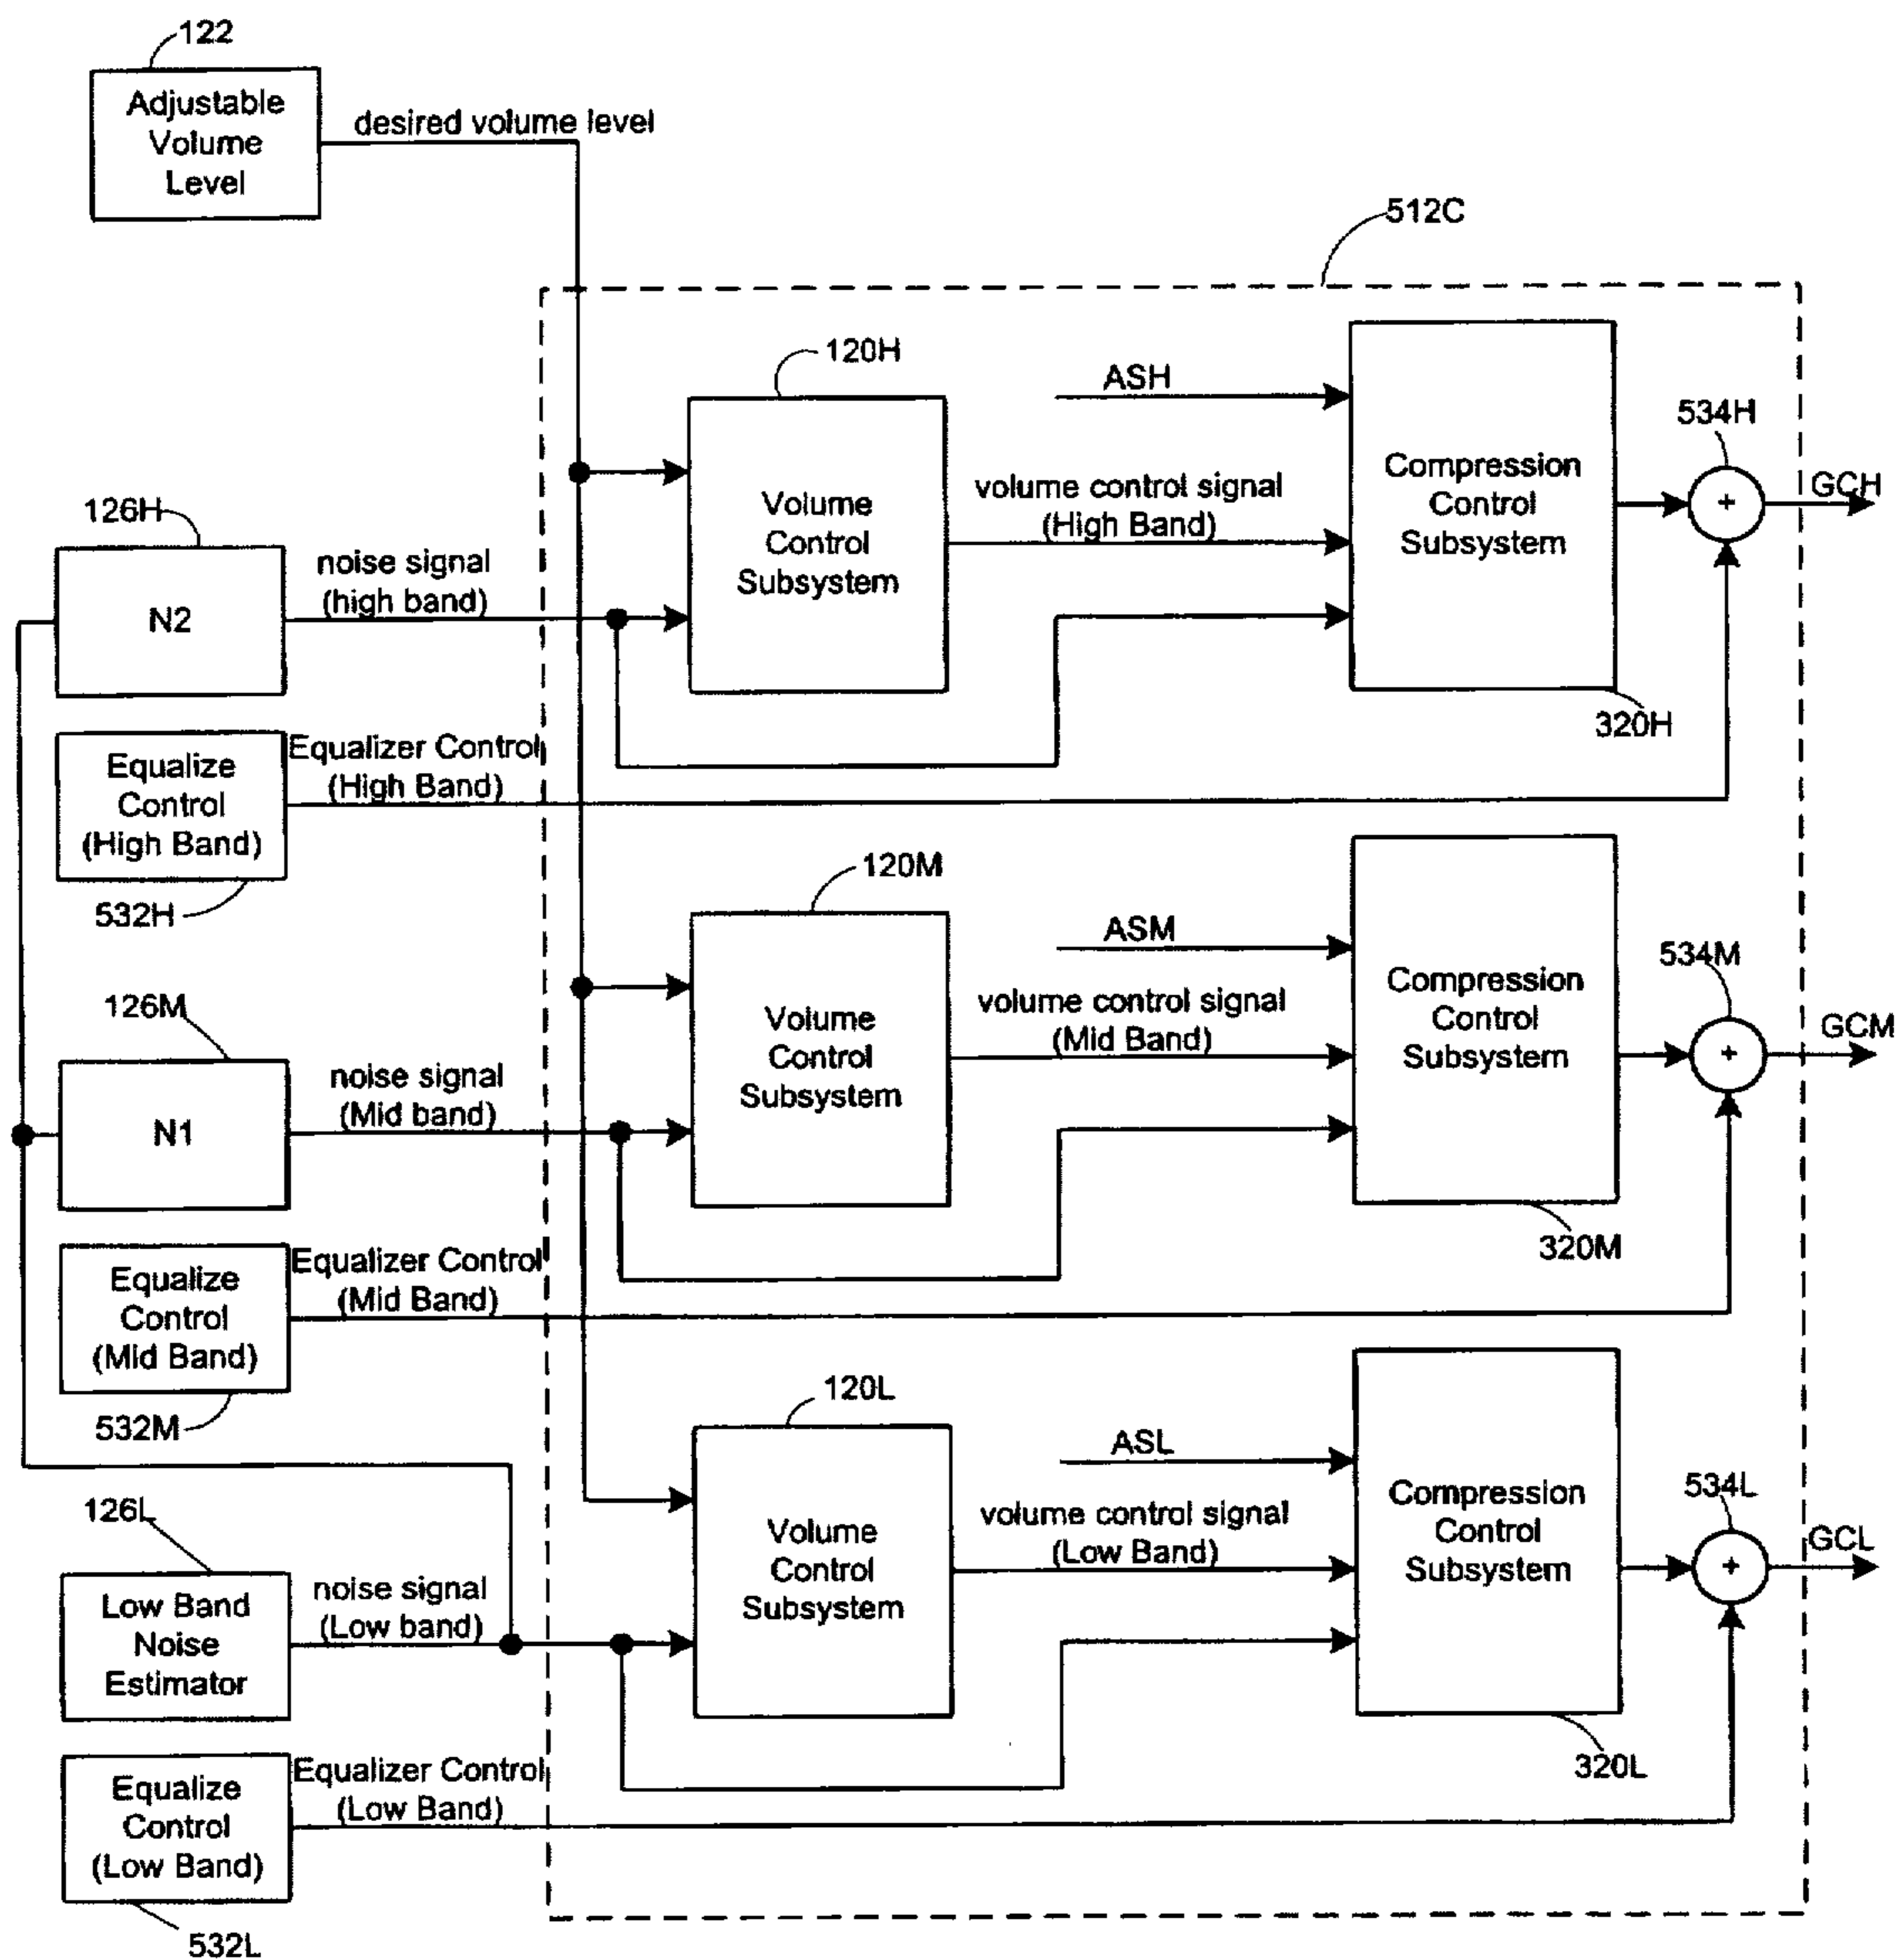 122
Adjustable
Volume
Level
desired volume level
512C
120H
ASH
534H
Volume
Control
Subsystem
volume control signal
(High Band)
Compression
Control
Subsystem
GCH
126H
N2
noise signal
(high band)
320H
Equalize
Control
(High Band)
Equalizer Control
(High Band)
532H
120M
ASM
534M
Volume
Control
Subsystem
volume control signal
(Mid Band)
Compression
Control
Subsystem
GCM
126M
N1
noise signal
(Mid band)
320M
Equalize
Control
(Mid Band)
Equalizer Control
(Mid Band)
532M
120L
ASL
534L
Volume
Control
Subsystem
volume control signal
(Low Band)
Compression
Control
Subsystem
GCL
126L
Low Band
Noise
Estimator
noise signal
(Low band)
320L
Equalize
Control
(Low Band)
Equalizer Control
(Low Band)
532L
+
+
+